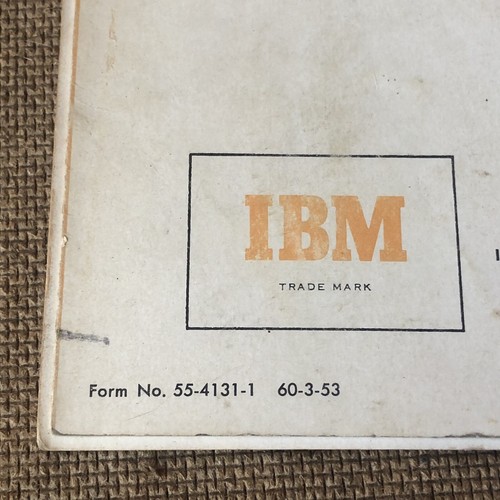 IBM
TRADE MARK
Form No. 55-4131-1 60-3-53